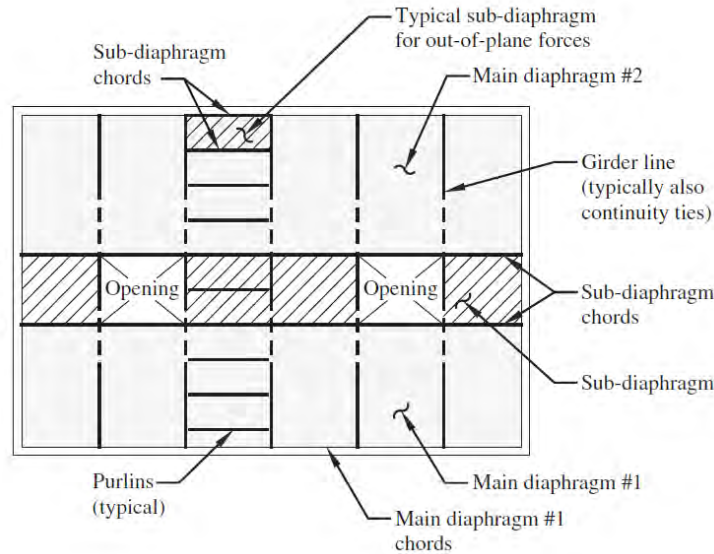 Typical sub-diaphragm
for out-of-plane forces
Sub-diaphragm
chords
Main diaphragm #2
Girder line
(typically also
continuity ties)
Opening
Opening
Sub-diaphragm
chords
Sub-diaphragm
Purlins
(typical)
Main diaphragm #1
Main diaphragm #1
chords